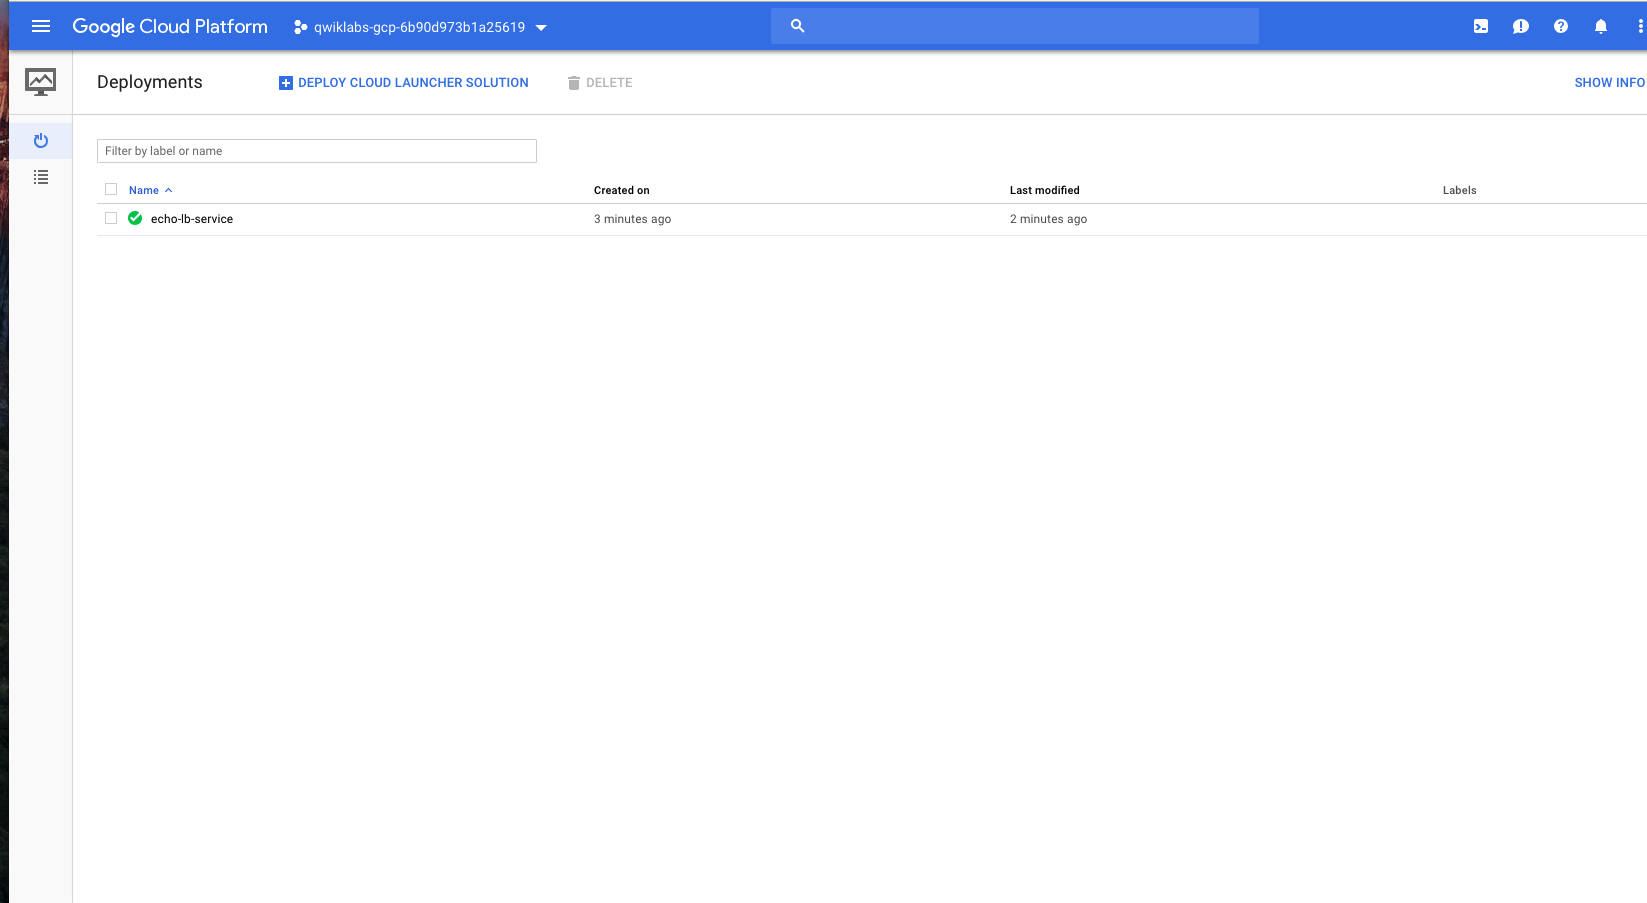 Google Cloud Platform qwiklabs-gcp-6b90d973b1a25619
Deployments DEPLOY CLOUD LAUNCHER SOLUTION DELETE SHOW INFO
Filter by label or name
Name Created on Last modified Labels
echo-lb-service 3 minutes ago 2 minutes ago